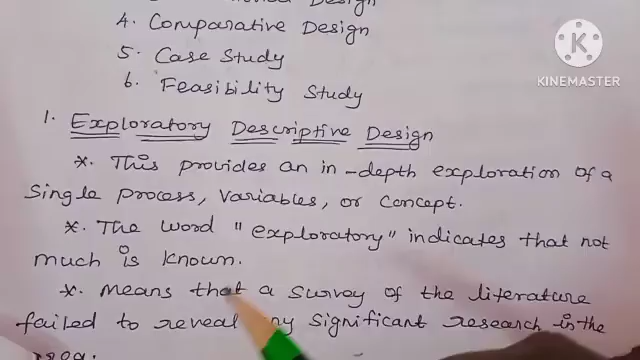 4. Comparative Design
5. Case Study
6. Feasibility Study
KINEMASTER
1. Exploratory Descriptive Design
*. This provides an in-depth exploration of a
single process, variables, or concept.
*. The word "exploratory" indicates that not
much is known.
*. Means that a survey of the literature
failed to reveal any significant research in the